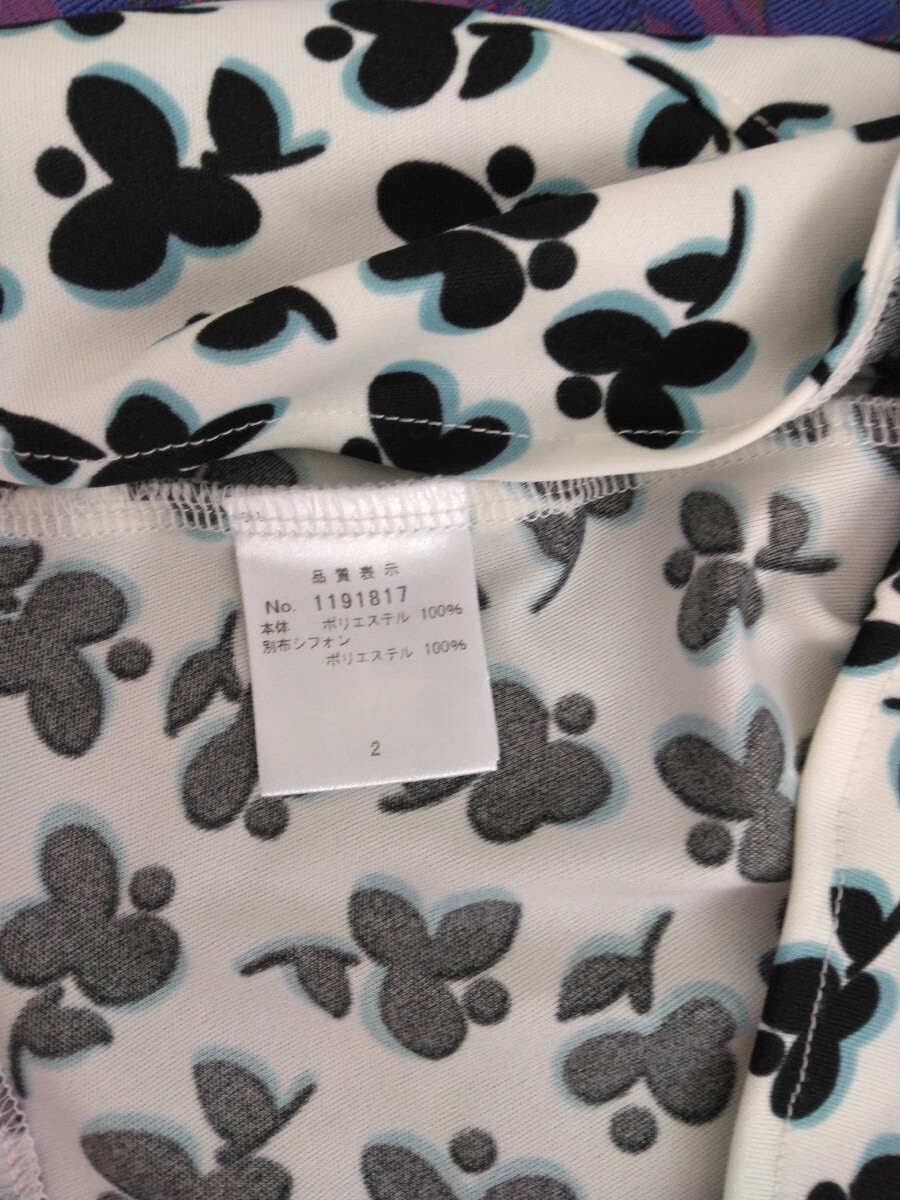 品質表示
No. 1191817
本体 ポリエステル 100%
別布シフォン
ポリエステル 100%
2